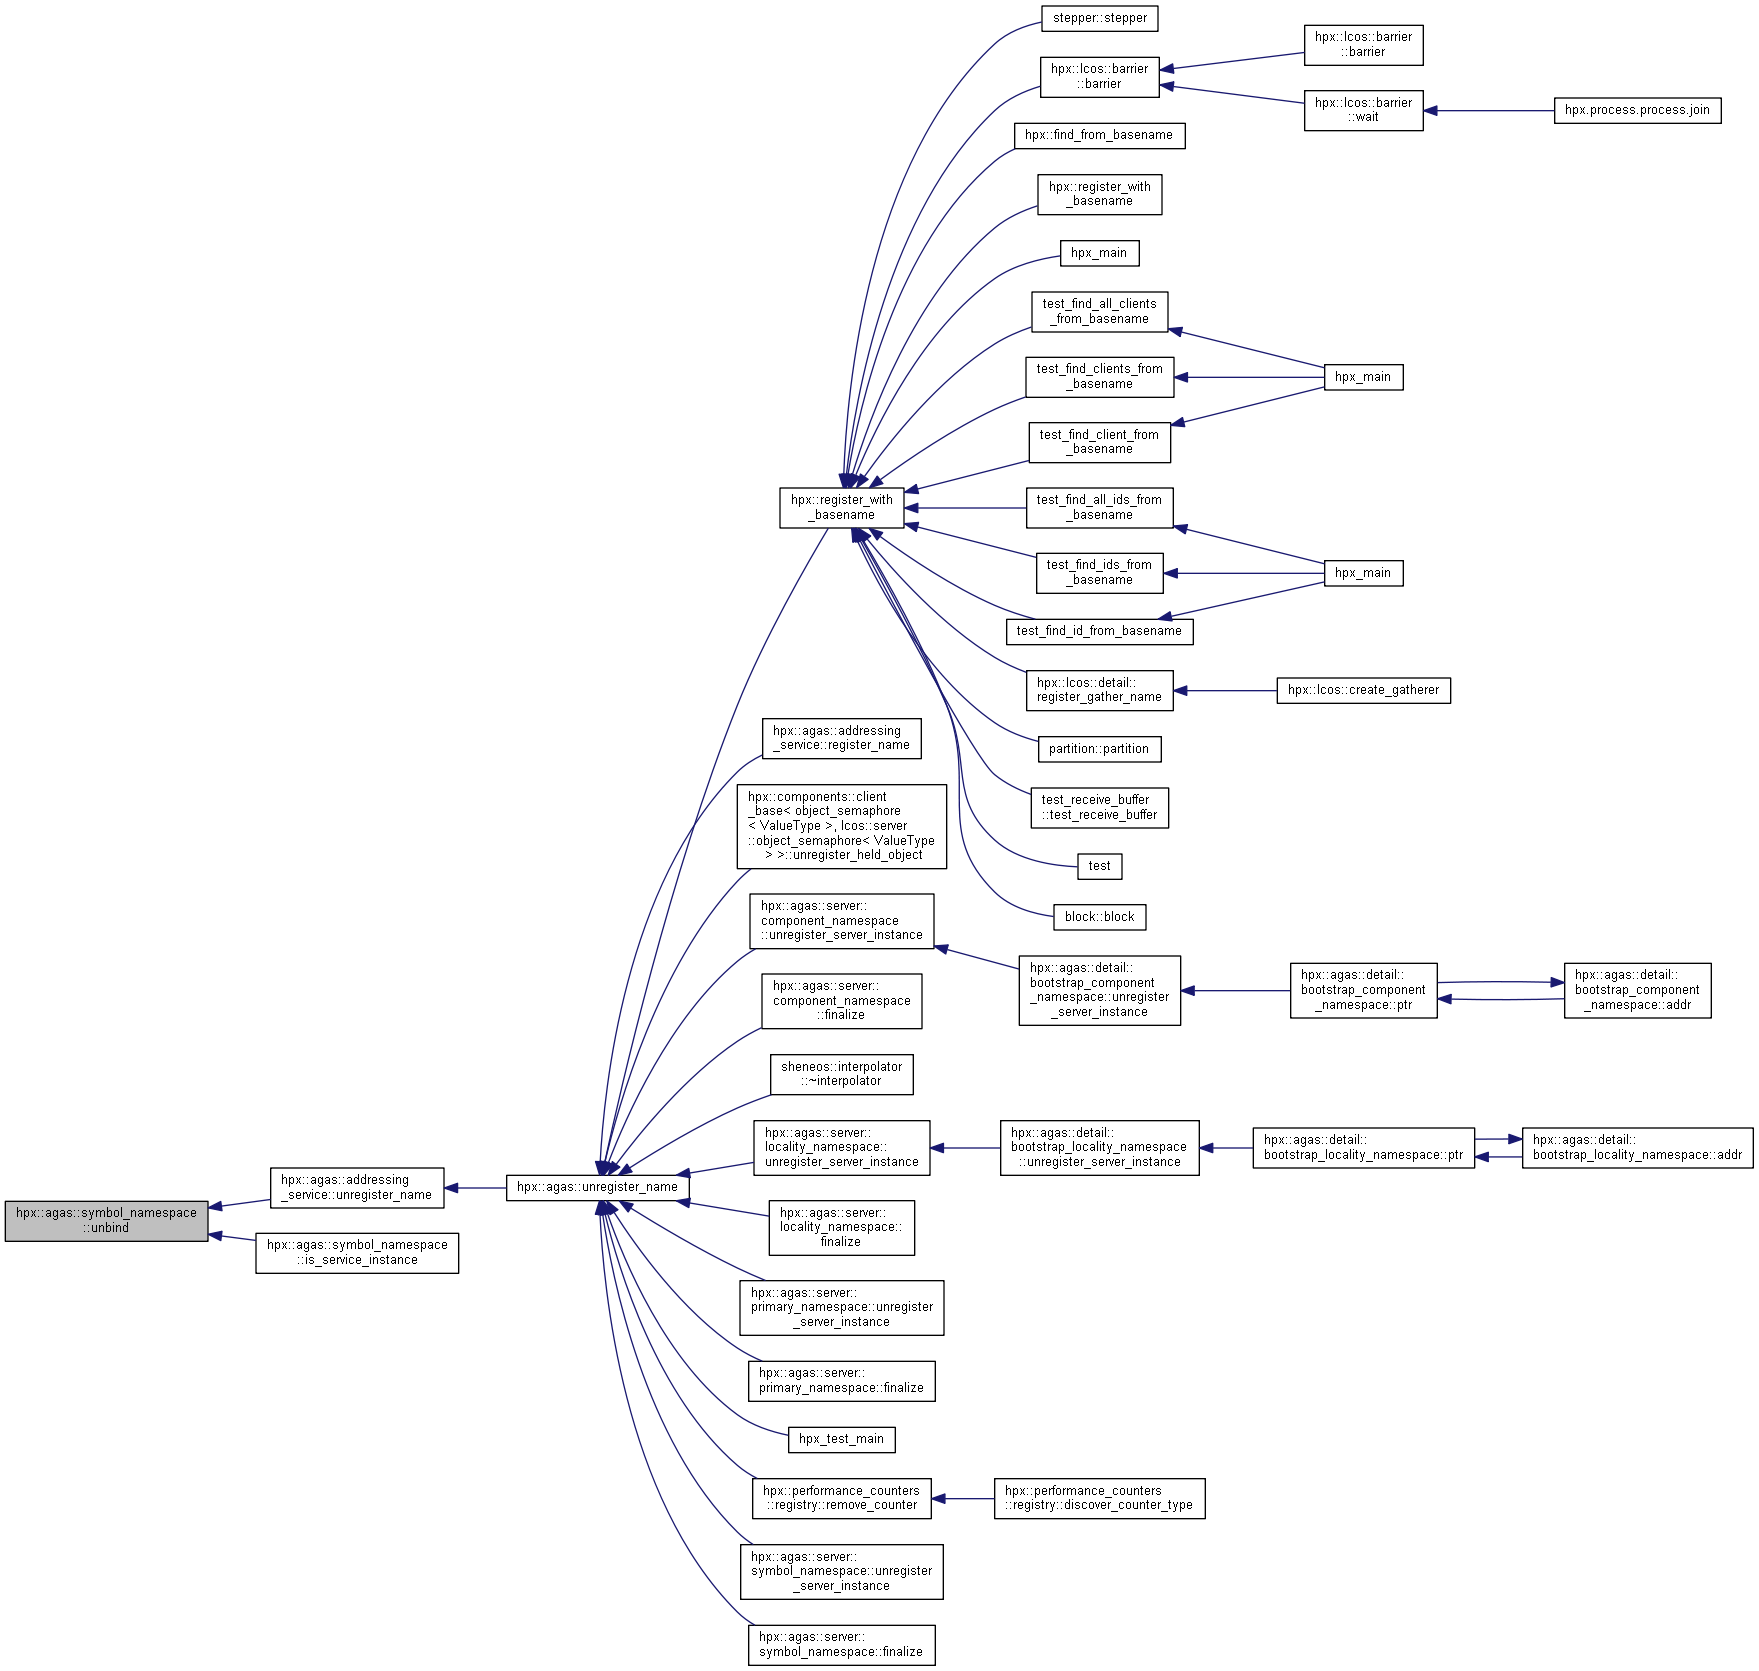 stepper::stepper
hpx::lcos::barrier
::barrier
hpx::lcos::barrier
::barrier
hpx::lcos::barrier
::wait
hpx.process.process.join
hpx::find_from_basename
hpx::register_with
_basename
hpx_main
test_find_all_clients
_from_basename
test_find_clients_from
_basename
hpx_main
test_find_client_from
_basename
hpx::register_with
_basename
test_find_all_ids_from
_basename
test_find_ids_from
_basename
hpx_main
test_find_id_from_basename
hpx::lcos::detail::
register_gather_name
hpx::lcos::create_gatherer
hpx::agas::addressing
_service::register_name
partition::partition
hpx::components::client
_base< object_semaphore
< ValueType >, lcos::server
::object_semaphore< ValueType
> >::unregister_held_object
test_receive_buffer
::test_receive_buffer
test
block::block
hpx::agas::server::
component_namespace
::unregister_server_instance
hpx::agas::detail::
bootstrap_component
_namespace::unregister
_server_instance
hpx::agas::detail::
bootstrap_component
_namespace::ptr
hpx::agas::detail::
bootstrap_component
_namespace::addr
hpx::agas::server::
component_namespace
::finalize
sheneos::interpolator
::~interpolator
hpx::agas::server::
locality_namespace::
unregister_server_instance
hpx::agas::detail::
bootstrap_locality_namespace
::unregister_server_instance
hpx::agas::detail::
bootstrap_locality_namespace::ptr
hpx::agas::detail::
bootstrap_locality_namespace::addr
hpx::agas::symbol_namespace
::unbind
hpx::agas::addressing
_service::unregister_name
hpx::agas::unregister_name
hpx::agas::symbol_namespace
::is_service_instance
hpx::agas::server::
locality_namespace::
finalize
hpx::agas::server::
primary_namespace::unregister
_server_instance
hpx::agas::server::
primary_namespace::finalize
hpx_test_main
hpx::performance_counters
::registry::remove_counter
hpx::performance_counters
::registry::discover_counter_type
hpx::agas::server::
symbol_namespace::unregister
_server_instance
hpx::agas::server::
symbol_namespace::finalize